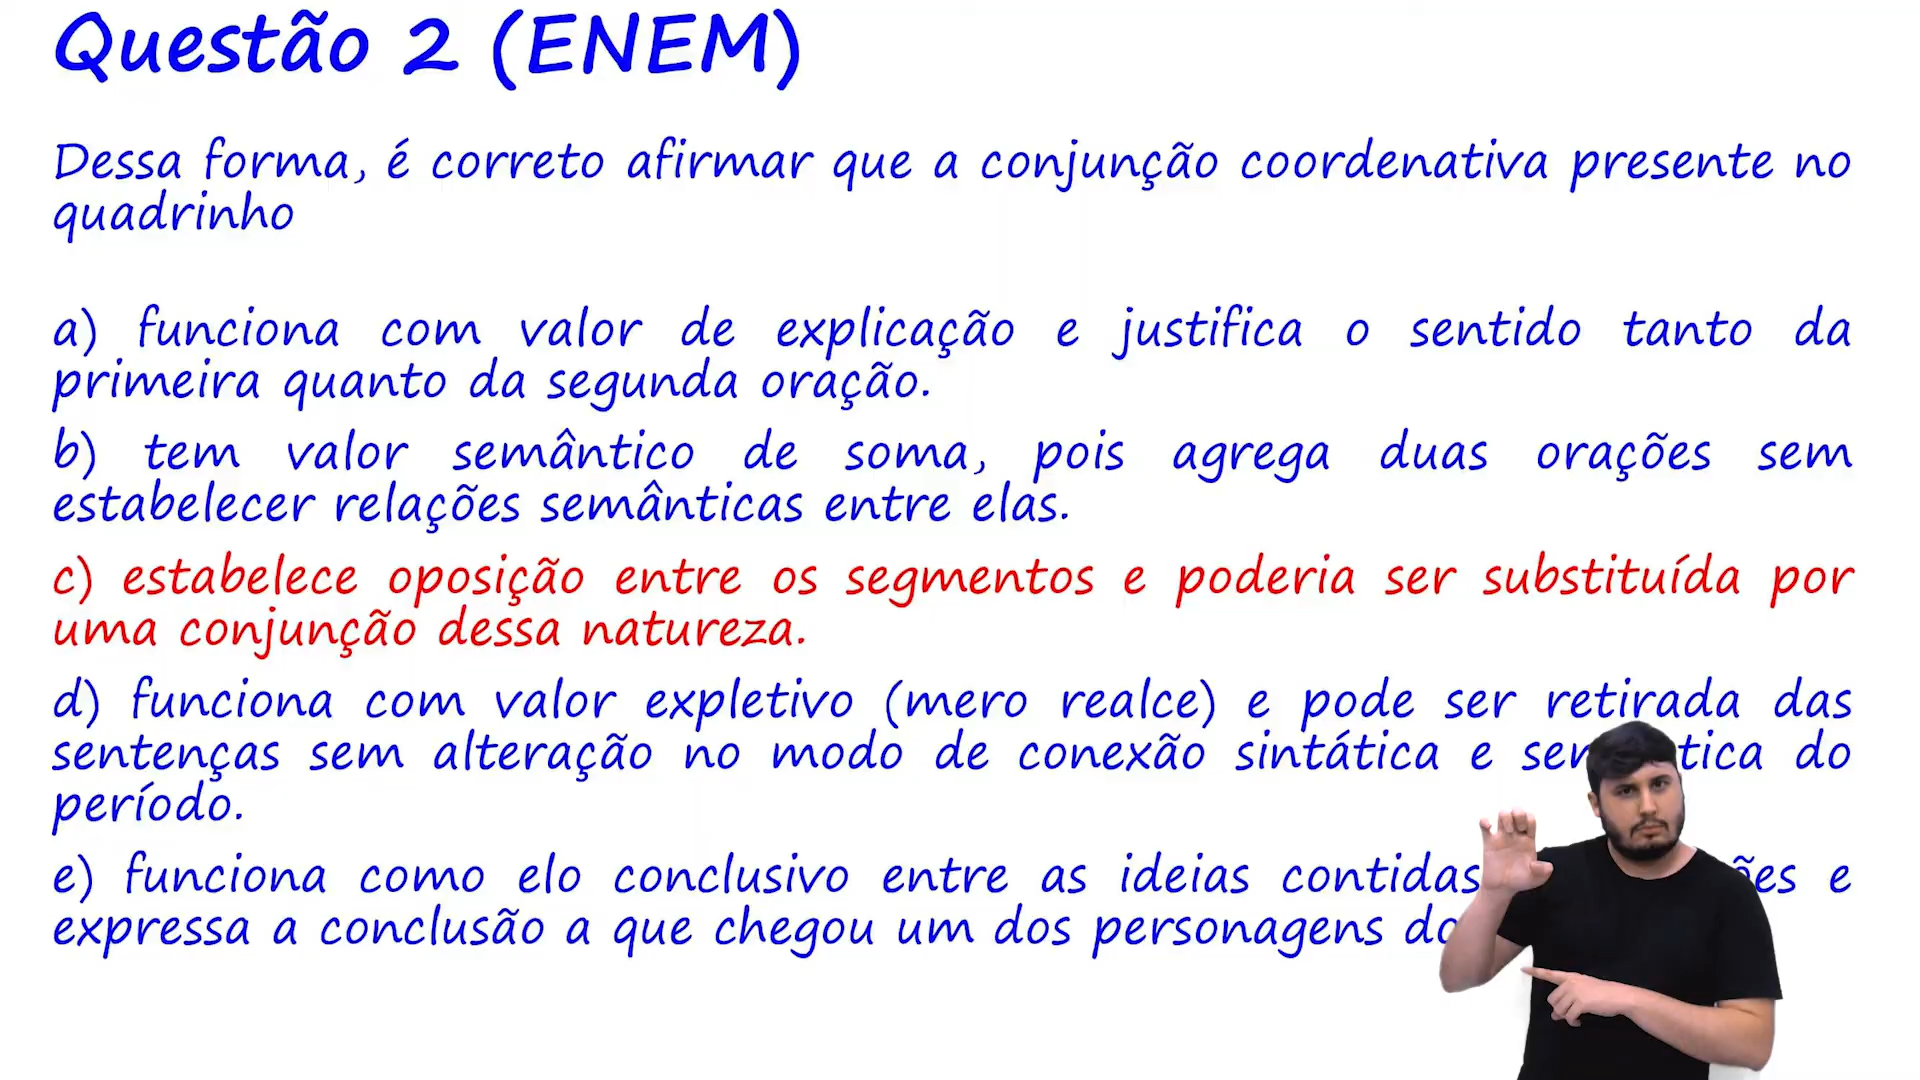 Questão 2 (ENEM)
Dessa forma, é correto afirmar que a conjunção coordenativa presente no
quadrinho
a) funciona com valor de explicação e justifica o sentido tanto da
primeira quanto da segunda oração.
b) tem valor semântico de soma, pois agrega duas orações sem
estabelecer relações semânticas entre elas.
c) estabelece oposição entre os segmentos e poderia ser substituída por
uma conjunção dessa natureza.
d) funciona com valor expletivo (mero realce) e pode ser retirada das
sentenças sem alteração no modo de conexão sintática e do
período.
e) funciona como elo conclusivo entre as ideias contidas e
expressa a conclusão a que chegou um dos personagens